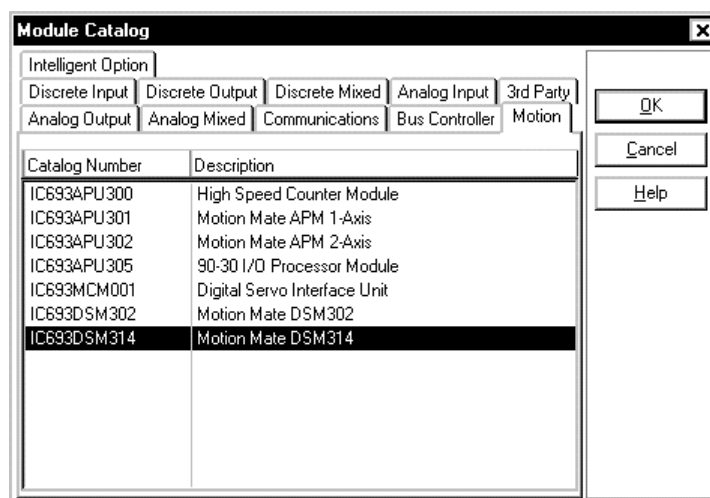 Module Catalog
Intelligent Option
Discrete Input Discrete Output Discrete Mixed Analog Input 3rd Party
Analog Output Analog Mixed Communications Bus Controller Motion
Catalog Number Description
IC693APU300 High Speed Counter Module
IC693APU301 Motion Mate APM 1-Axis
IC693APU302 Motion Mate APM 2-Axis
IC693APU305 90-30 I/O Processor Module
IC693MCM001 Digital Servo Interface Unit
IC693DSM302 Motion Mate DSM302
IC693DSM314 Motion Mate DSM314
OK
Cancel
Help